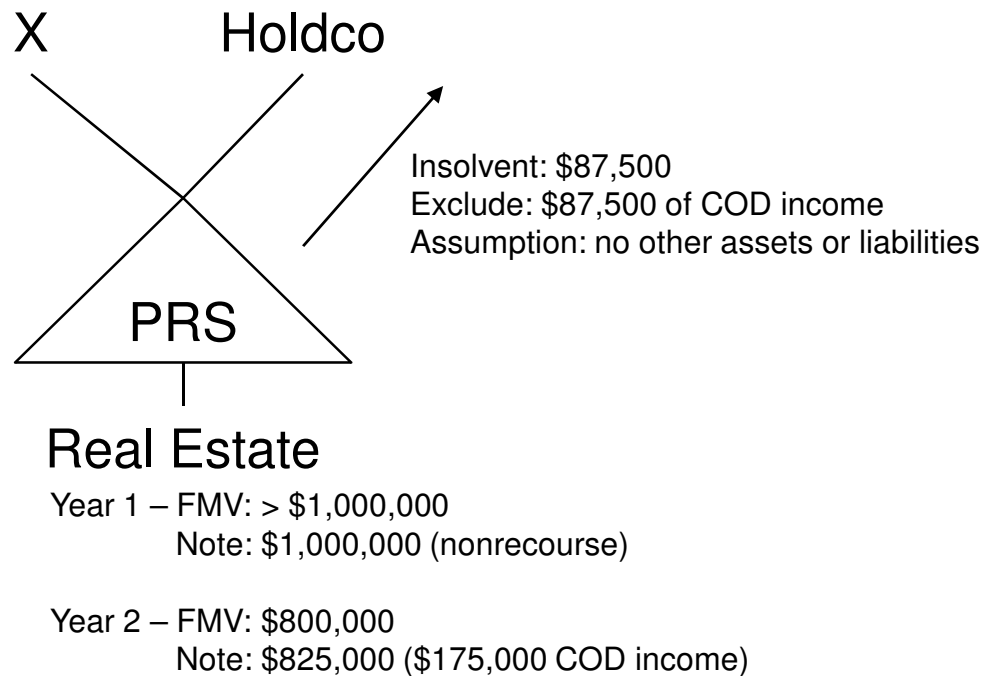 X Holdco
Insolvent: $87,500
Exclude: $87,500 of COD income
Assumption: no other assets or liabilities
PRS
Real Estate
Year 1 – FMV: > $1,000,000
Note: $1,000,000 (nonrecourse)
Year 2 – FMV: $800,000
Note: $825,000 ($175,000 COD income)